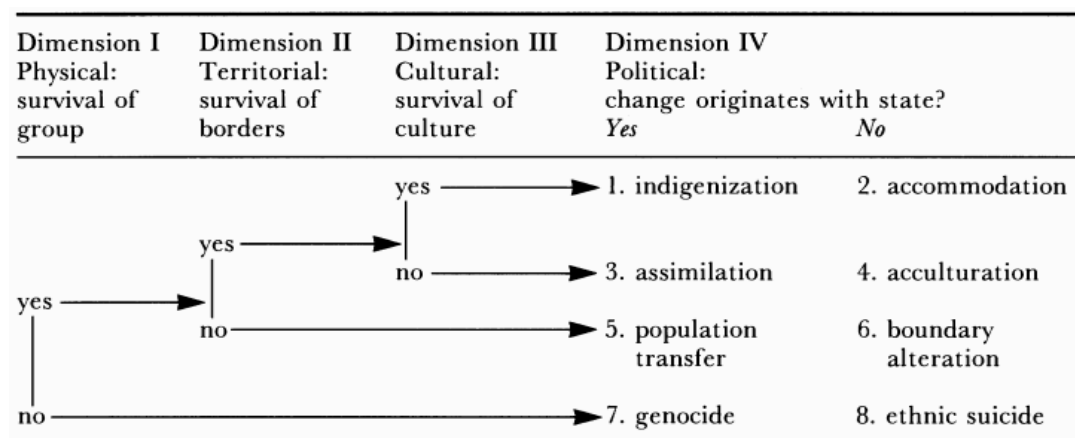 Dimension I Dimension II Dimension III Dimension IV
Physical: Territorial: Cultural: Political:
survival of survival of survival of change originates with state?
group borders culture Yes No
yes 1. indigenization 2. accommodation
yes
no 3. assimilation 4. acculturation
yes
no 5. population 6. boundary
transfer alteration
no 7. genocide 8. ethnic suicide